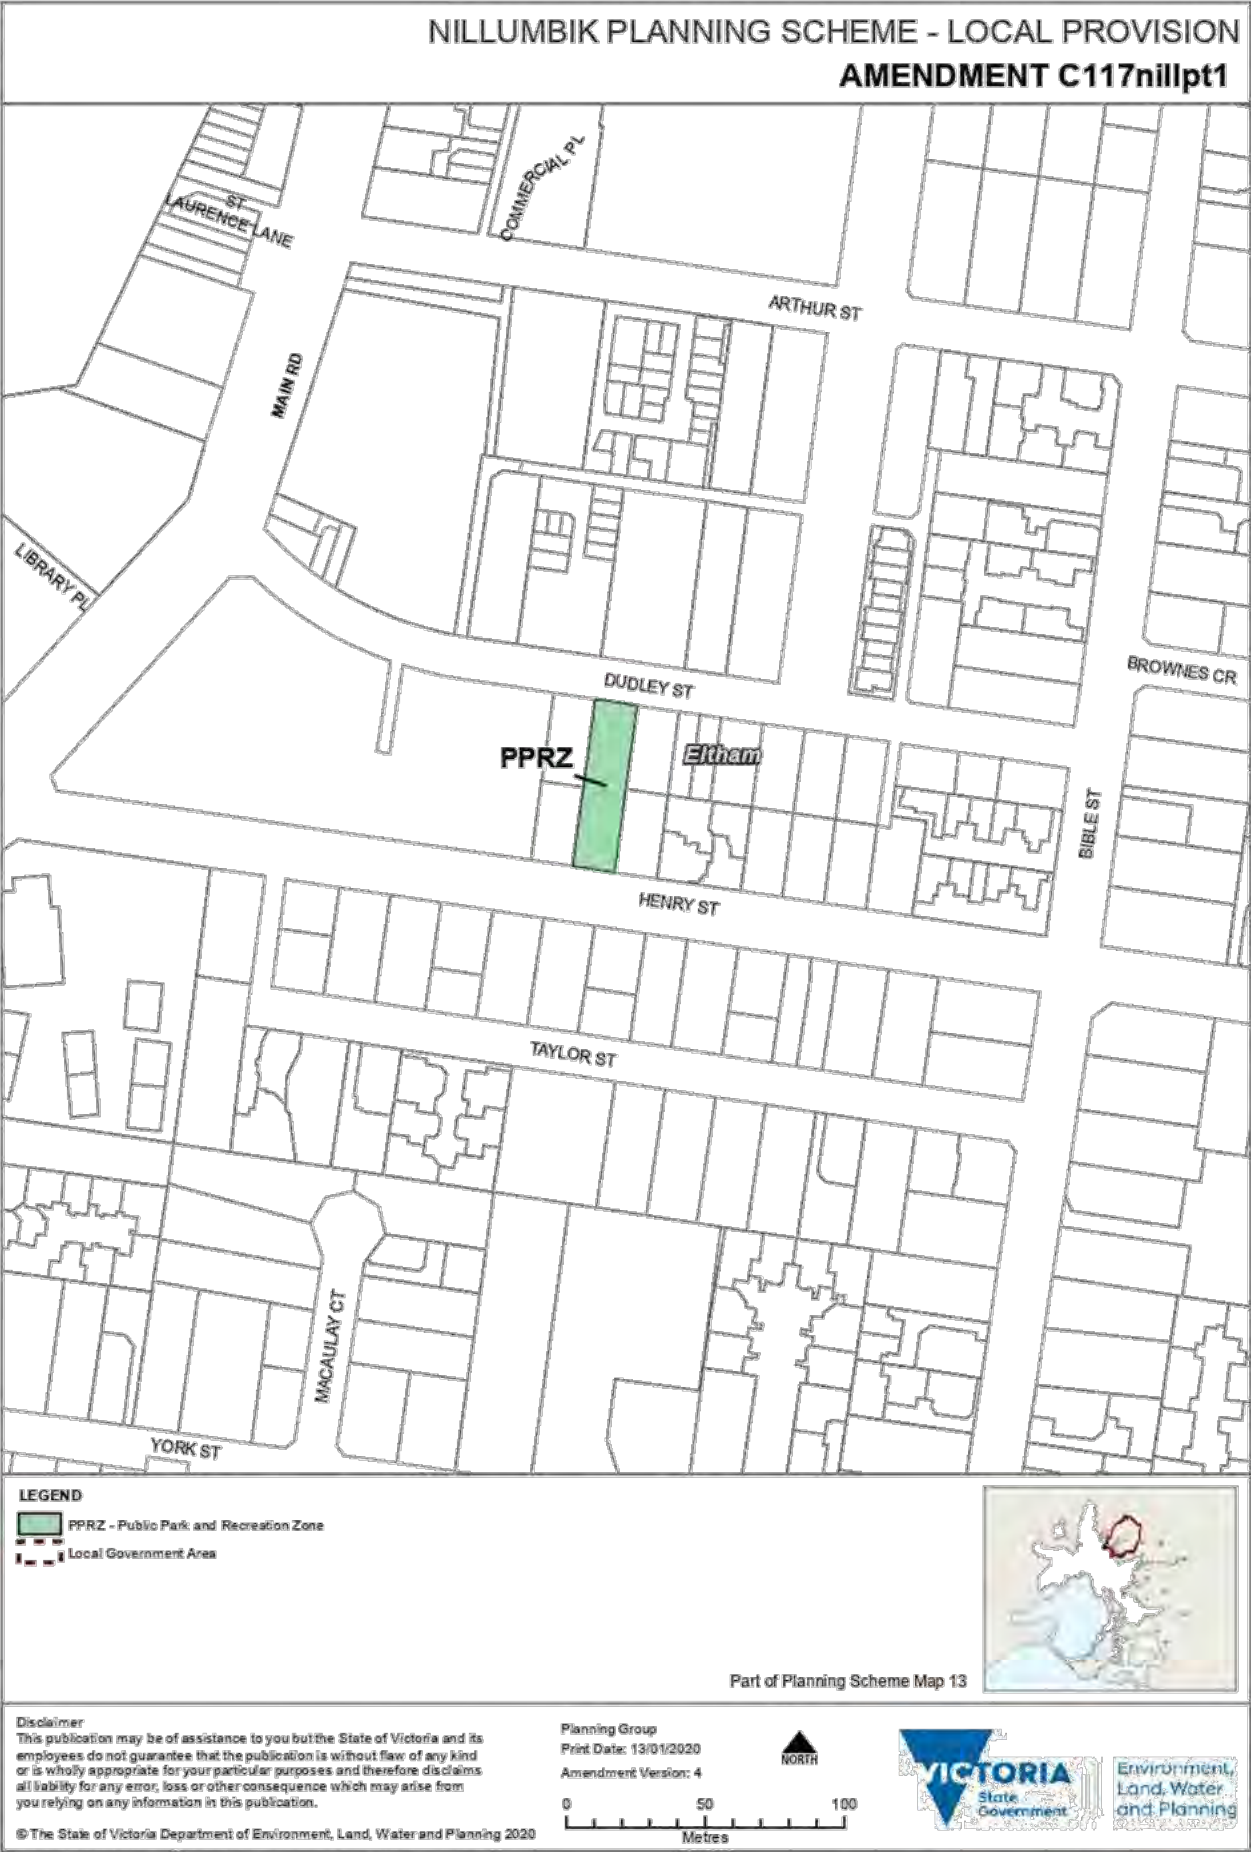 NILLUMBIK PLANNING SCHEME - LOCAL PROVISION
AMENDMENT C117nillpt1
COMMERCIAL PL
ST
LAURENCE LANE
ARTHUR ST
MAIN RD
LIBRARY PL
BROWNES CR
DUDLEY ST
PPRZ
Eltham
BIBLE ST
HENRY ST
TAYLOR ST
MACAULAY CT
YORK ST
LEGEND
PPRZ - Public Park and Recreation Zone
Local Government Area
Part of Planning Scheme Map 13
Disclaimer
This publication may be of assistance to you but the State of Victoria and its
employees do not guarantee that the publication is without flaw of any kind
or is wholly appropriate for your particular purposes and therefore disclaims
all liability for any error, loss or other consequence which may arise from
you relying on any information in this publication.
© The State of Victoria Department of Environment, Land, Water and Planning 2020
Planning Group
Print Date: 13/01/2020
Amendment Version: 4
NORTH
0 50 100
Metres
VICTORIA
State
Government
Environment,
Land, Water
and Planning